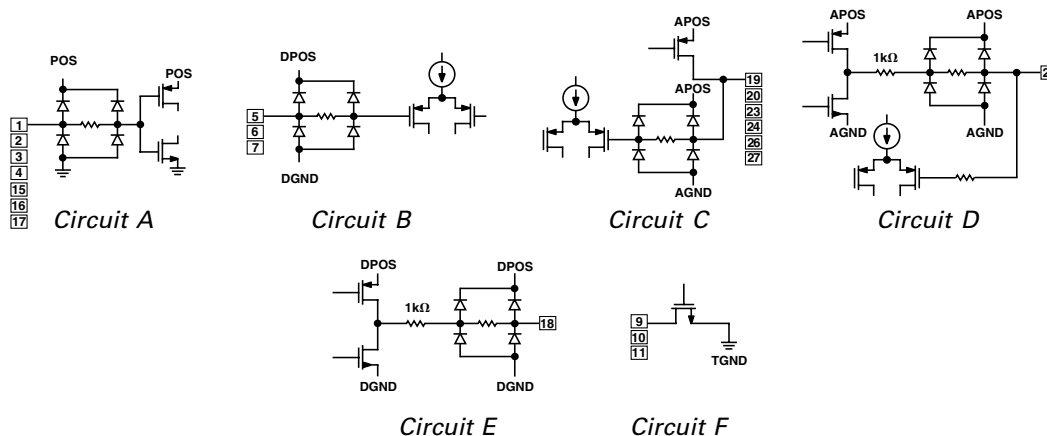 POS
POS
1
2
3
4
15
16
17
Circuit A
DPOS
5
6
7
DGND
Circuit B
APOS
APOS
19
20
23
24
26
27
AGND
Circuit C
APOS
APOS
1kΩ
AGND
AGND
Circuit D
DPOS
DPOS
1kΩ
18
DGND
DGND
Circuit E
9
10
11
TGND
Circuit F